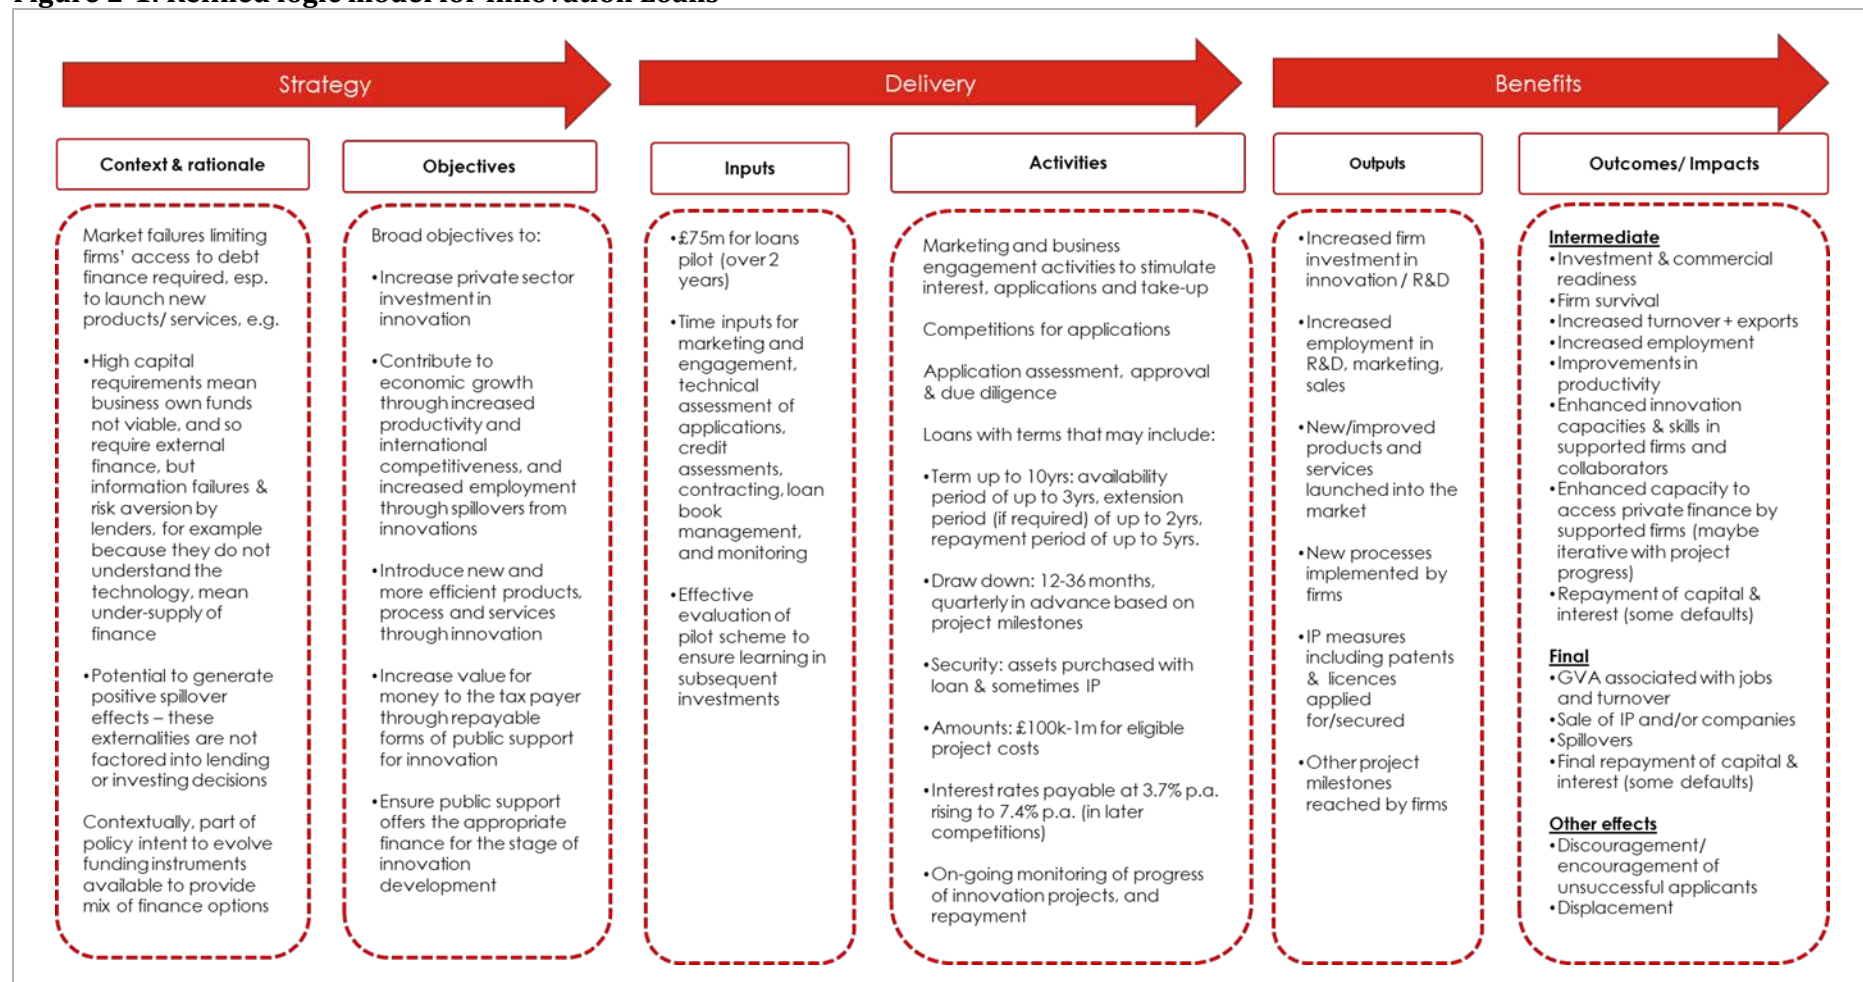 Figure 2-1: Refined logic model for Innovation Loans
Strategy
Delivery
Benefits
Context & rationale
Objectives
Inputs
Activities
Outputs
Outcomes/ Impacts
Market failures limiting
firms' access to debt
finance required, esp.
to launch new
products/ services, e.g.
•High capital
requirements mean
business own funds
not viable, and so
require external
finance, but
information failures &
risk aversion by
lenders, for example
because they do not
understand the
technology, mean
under-supply of
finance
•Potential to generate
positive spillover
effects – these
externalities are not
factored into lending
or investing decisions
Contextually, part of
policy intent to evolve
funding instruments
available to provide
mix of finance options
Broad objectives to:
•Increase private sector
investment in
innovation
•Contribute to
economic growth
through increased
productivity and
international
competitiveness, and
increased employment
through spillovers from
innovations
•Introduce new and
more efficient products,
process and services
through innovation
•Increase value for
money to the tax payer
through repayable
forms of public support
for innovation
•Ensure public support
offers the appropriate
finance for the stage of
innovation
development
•£75m for loans
pilot (over 2
years)
•Time inputs for
marketing and
engagement,
technical
assessment of
applications,
credit
assessments,
contracting, loan
book
management,
and monitoring
•Effective
evaluation of
pilot scheme to
ensure learning in
subsequent
investments
Marketing and business
engagement activities to stimulate
interest, applications and take-up
Competitions for applications
Application assessment, approval
& due diligence
Loans with terms that may include:
•Term up to 10yrs: availability
period of up to 3yrs, extension
period (if required) of up to 2yrs,
repayment period of up to 5yrs.
•Draw down: 12-36 months,
quarterly in advance based on
project milestones
•Security: assets purchased with
loan & sometimes IP
•Amounts: £100k-1m for eligible
project costs
•Interest rates payable at 3.7% p.a.
rising to 7.4% p.a. (in later
competitions)
•On-going monitoring of progress
of innovation projects, and
repayment
•Increased firm
investment in
innovation / R&D
•Increased
employment in
R&D, marketing,
sales
•New/improved
products and
services
launched into the
market
•New processes
implemented by
firms
•IP measures
including patents
& licences
applied
for/secured
•Other project
milestones
reached by firms
Intermediate
•Investment & commercial
readiness
•Firm survival
•Increased turnover + exports
•Increased employment
•Improvements in
productivity
•Enhanced innovation
capacities & skills in
supported firms and
collaborators
•Enhanced capacity to
access private finance by
supported firms (maybe
iterative with project
progress)
•Repayment of capital &
interest (some defaults)
Final
•GVA associated with jobs
and turnover
•Sale of IP and/or companies
•Spillovers
•Final repayment of capital &
interest (some defaults)
Other effects
•Discouragement/
encouragement of
unsuccessful applicants
•Displacement